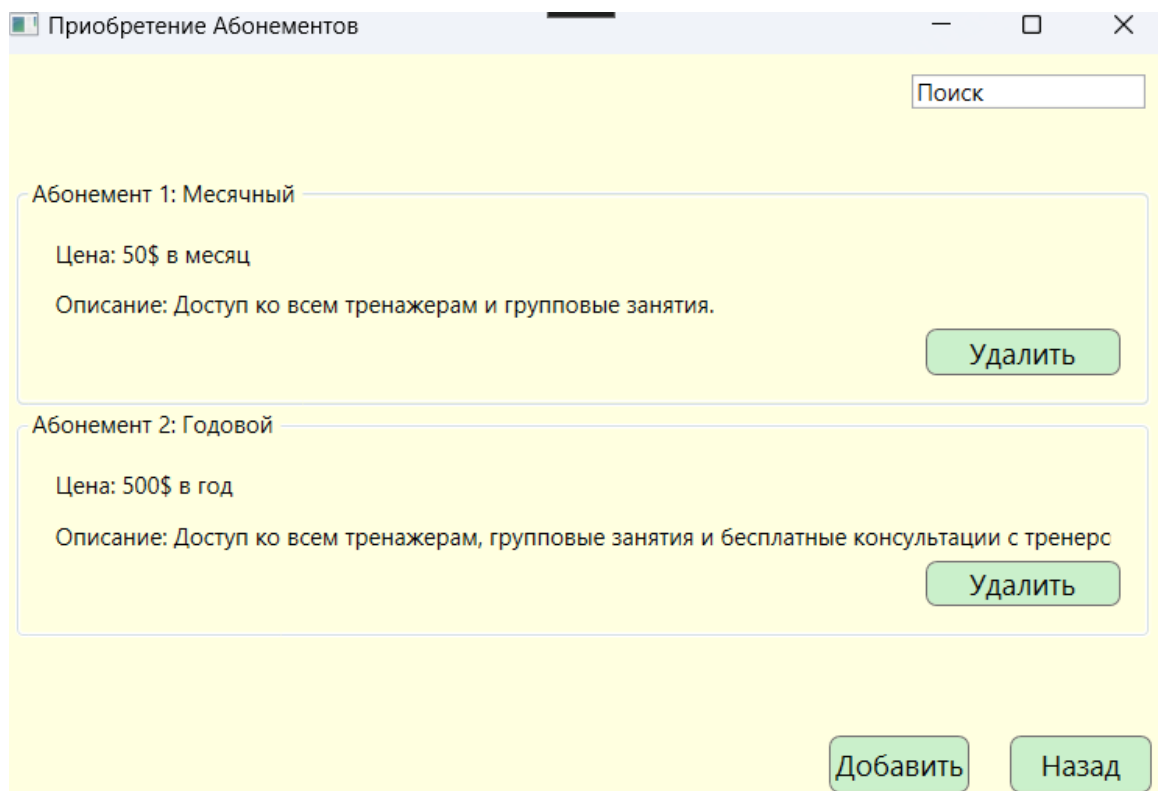 Приобретение Абонементов
Поиск
Абонемент 1: Месячный
Цена: 50$ в месяц
Описание: Доступ ко всем тренажерам и групповые занятия.
Удалить
Абонемент 2: Годовой
Цена: 500$ в год
Описание: Доступ ко всем тренажерам, групповые занятия и бесплатные консультации с тренерс
Удалить
Добавить Назад